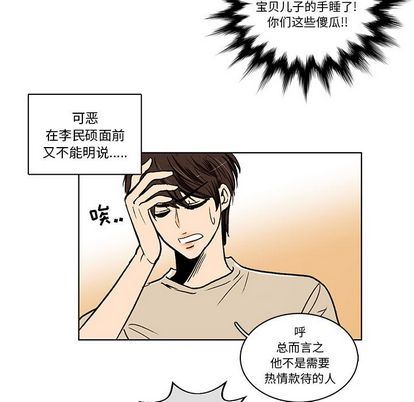 宝贝儿子的手睡了!
你们这些傻瓜!!
可恶
在李民硕面前
又不能明说.....
唉..
呼
总而言之
他不是需要
热情款待的人